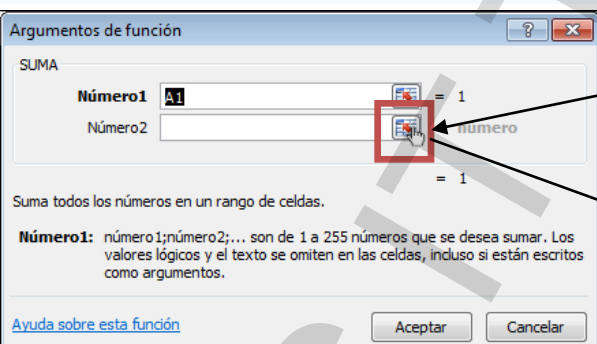 Argumentos de función
SUMA
Número1 A1 = 1
Número2 = número
= 1
Suma todos los números en un rango de celdas.
Número1: número1;número2;... son de 1 a 255 números que se desea sumar. Los
valores lógicos y el texto se omiten en las celdas, incluso si están escritos
como argumentos.
Ayuda sobre esta función Aceptar Cancelar